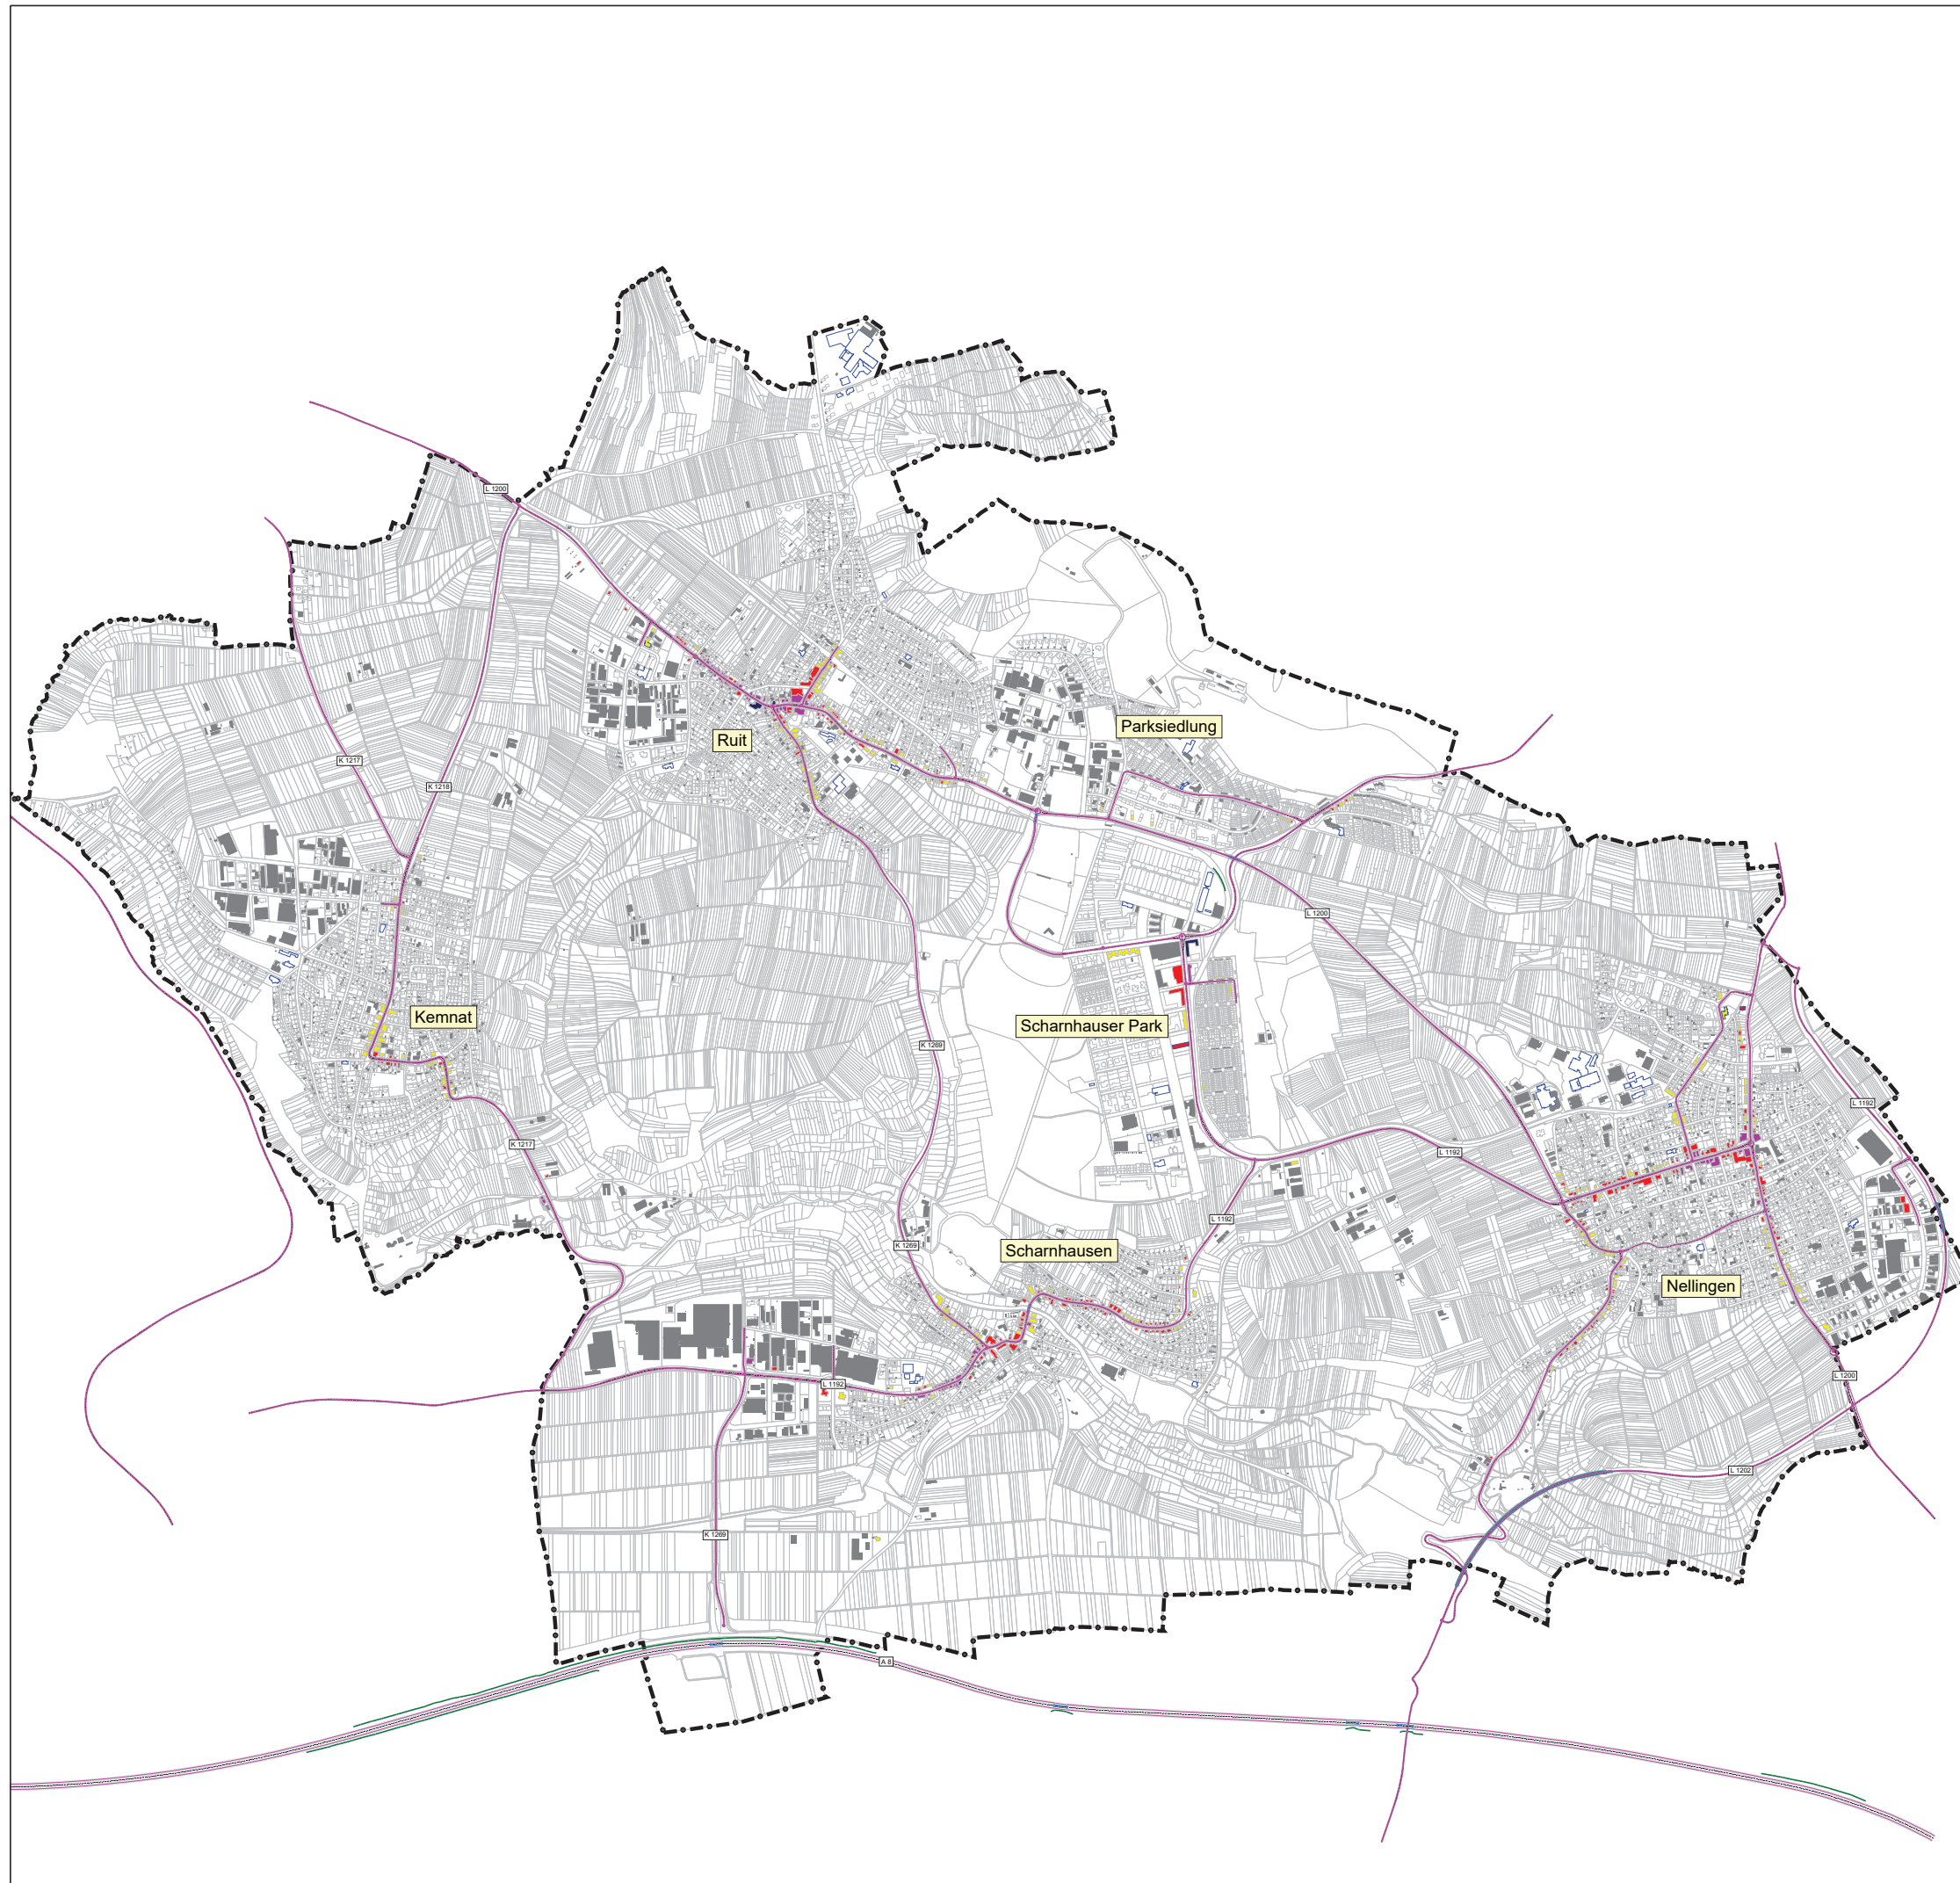 L 1200
Parksiedlung
Ruit
K 1217
K 1218
L 1200
Kemnat
Scharnhauser Park
K 1269
L 1192
K 1217
L 1192
L 1192
K 1269
Scharnhausen
Nellingen
L 1200
L 1192
L 1202
K 1269
A 8